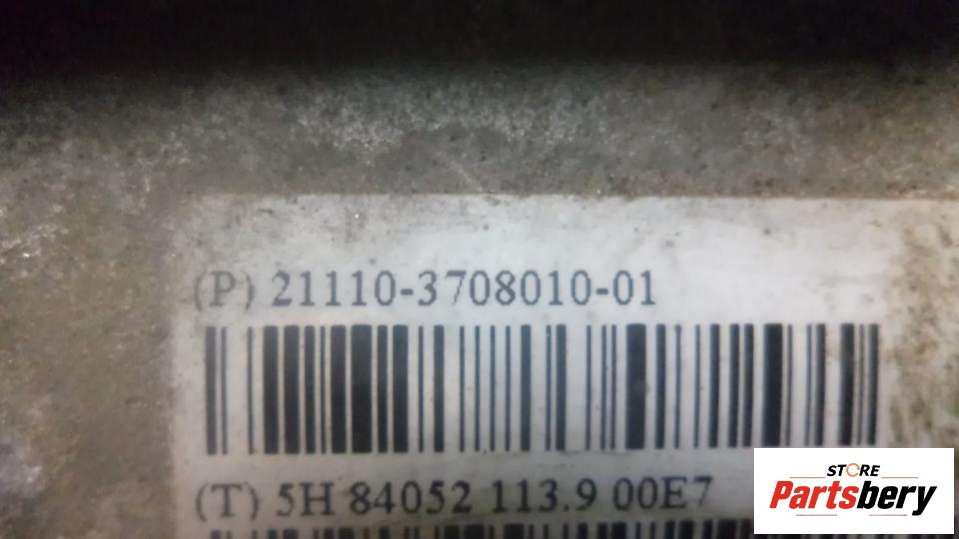 (P) 21110-3708010-01
(T) 5H 84052 113.9 00E7
STORE
Partsbery